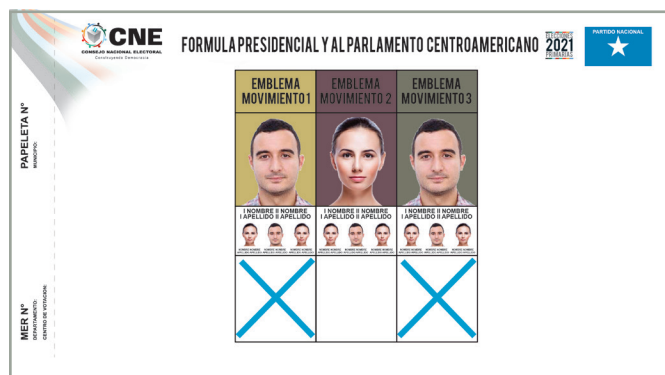 CNE
CONSEJO NACIONAL ELECTORAL
Construyendo Democracia
FORMULA PRESIDENCIAL Y AL PARLAMENTO CENTROAMERICANO
ELECCIONES
2021
PRIMARIAS
PARTIDO NACIONAL
PAPELETA N°
MUNICIPIO:
MER N°
DEPARTAMENTO:
CENTRO DE VOTACION:
EMBLEMA
MOVIMIENTO 1
EMBLEMA
MOVIMIENTO 2
EMBLEMA
MOVIMIENTO 3
I NOMBRE II NOMBRE
I APELLIDO II APELLIDO
I NOMBRE II NOMBRE
I APELLIDO II APELLIDO
I NOMBRE II NOMBRE
I APELLIDO II APELLIDO